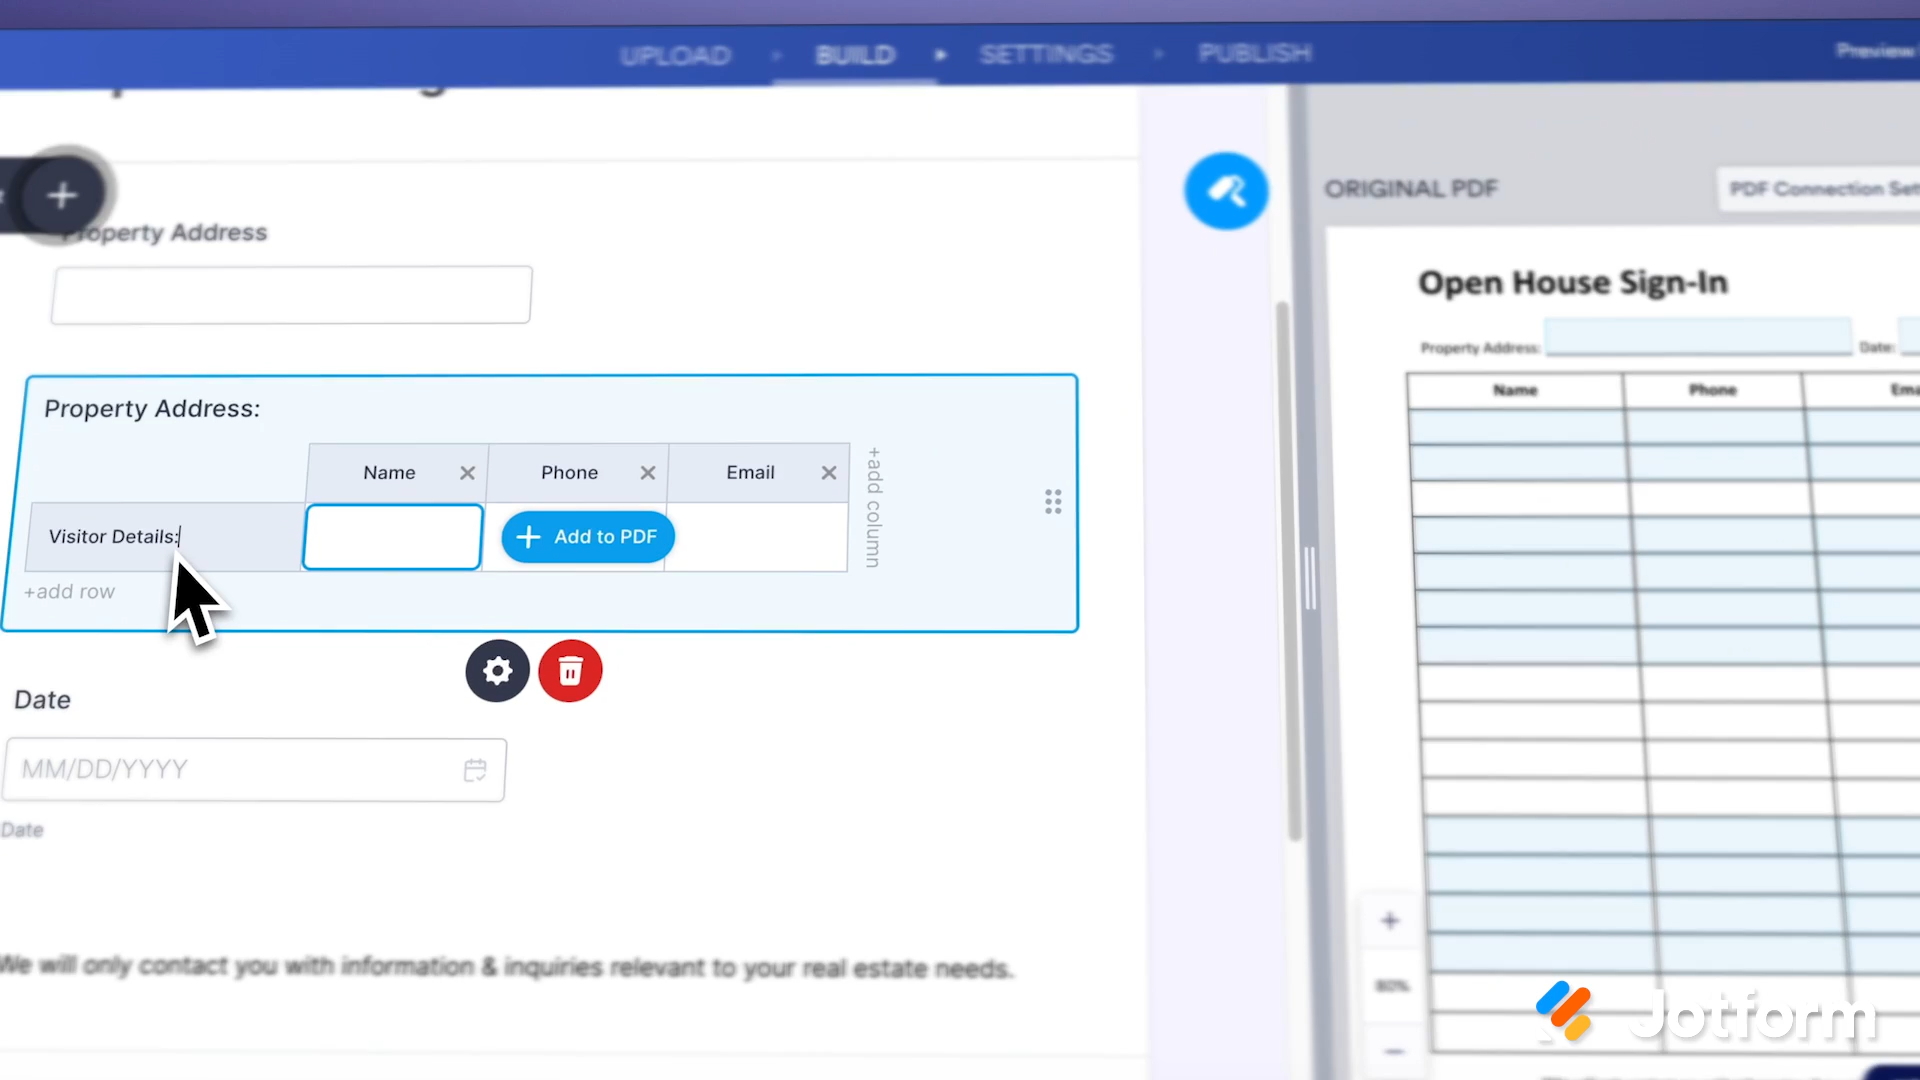 UPLOAD BUILD SETTINGS PUBLISH Preview
Property Address
Property Address:
Name Phone Email
+add column
Visitor Details:
Add to PDF
+add row
Date
MM/DD/YYYY
Date
We will only contact you with information & inquiries relevant to your real estate needs.
ORIGINAL PDF
PDF Connection Set
Open House Sign-In
Property Address: Date:
Name Phone Ema
80%
Jotform